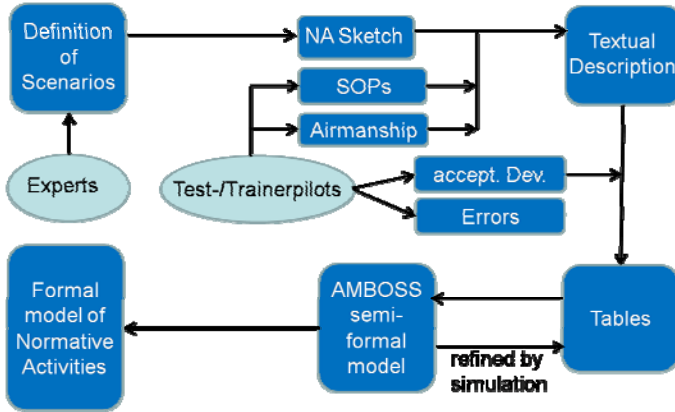 Definition
of
Scenarios
NA Sketch
Textual
Description
SOPs
Airmanship
Experts
Test-/Trainerpilots
accept. Dev.
Errors
Formal
model of
Normative
Activities
AMBOSS
semi-
formal
model
Tables
refined by
simulation